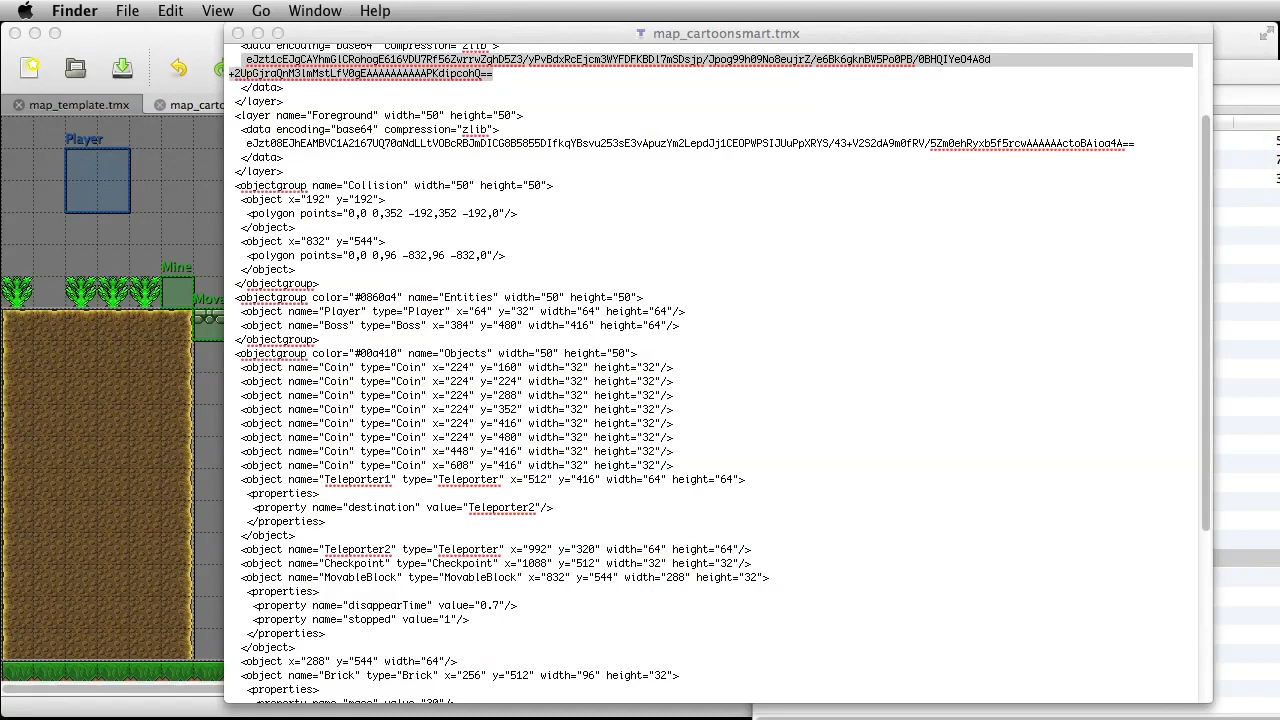 Finder File Edit View Go Window Help
map_cartoonsmart.tmx
map_template.tmx
map_carto
Player
Mine
Mova
<data encoding="base64" compression="zlib">
</data>
</layer>
<layer name="Foreground" width="50" height="50">
<data encoding="base64" compression="zlib">
</data>
</layer>
<objectgroup name="Collision" width="50" height="50">
<object x="192" y="192">
<polygon points="0,0 0,352 -192,352 -192,0"/>
</object>
<object x="832" y="544">
<polygon points="0,0 0,96 -832,96 -832,0"/>
</object>
</objectgroup>
<objectgroup color="#0860a4" name="Entities" width="50" height="50">
<object name="Player" type="Player" x="64" y="32" width="64" height="64"/>
<object name="Boss" type="Boss" x="384" y="480" width="416" height="64"/>
</objectgroup>
<objectgroup color="#00a410" name="Objects" width="50" height="50">
<object name="Coin" type="Coin" x="224" y="160" width="32" height="32"/>
<object name="Coin" type="Coin" x="224" y="224" width="32" height="32"/>
<object name="Coin" type="Coin" x="224" y="288" width="32" height="32"/>
<object name="Coin" type="Coin" x="224" y="352" width="32" height="32"/>
<object name="Coin" type="Coin" x="224" y="416" width="32" height="32"/>
<object name="Coin" type="Coin" x="224" y="480" width="32" height="32"/>
<object name="Coin" type="Coin" x="448" y="416" width="32" height="32"/>
<object name="Coin" type="Coin" x="608" y="416" width="32" height="32"/>
<object name="Teleporter1" type="Teleporter" x="512" y="416" width="64" height="64">
<properties>
<property name="destination" value="Teleporter2"/>
</properties>
</object>
<object name="Teleporter2" type="Teleporter" x="992" y="320" width="64" height="64"/>
<object name="Checkpoint" type="Checkpoint" x="1088" y="512" width="32" height="32"/>
<object name="MovableBlock" type="MovableBlock" x="832" y="544" width="288" height="32">
<properties>
<property name="disappearTime" value="0.7"/>
<property name="stopped" value="1"/>
</properties>
</object>
<object x="288" y="544" width="64"/>
<object name="Brick" type="Brick" x="256" y="512" width="96" height="32">
<properties>